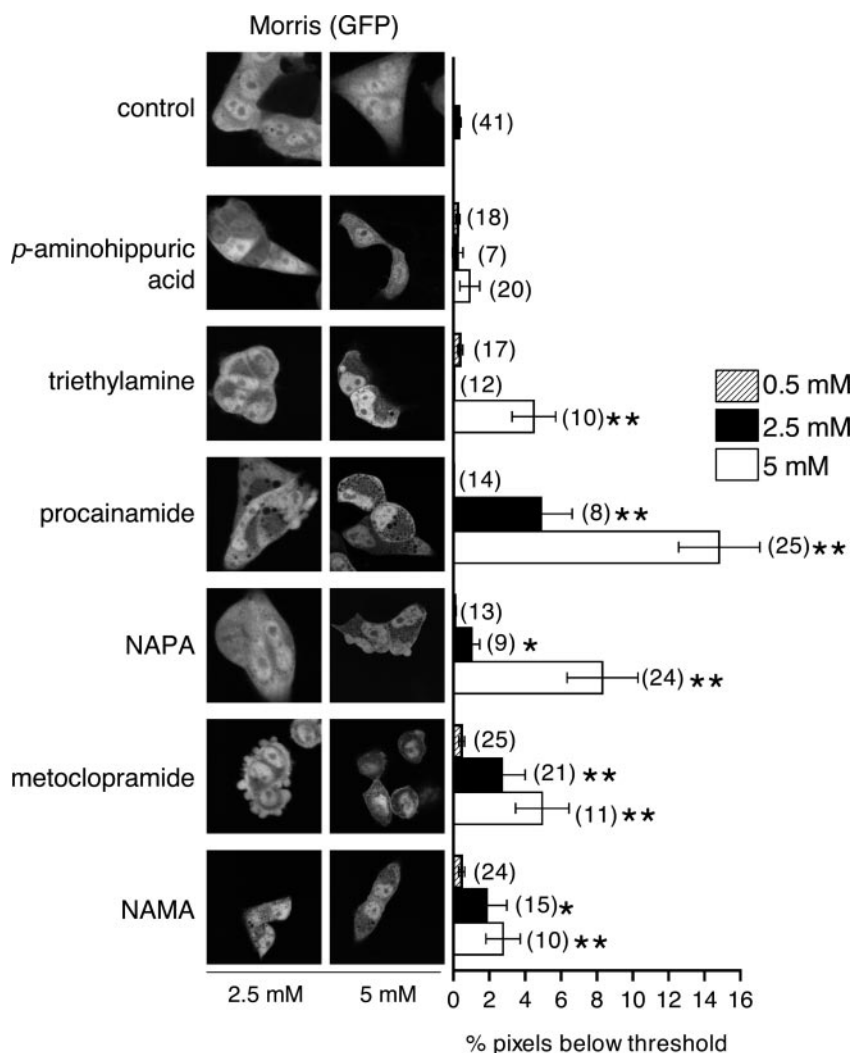 Morris (GFP)
control
(41)
p-aminohippuric
acid
(18)
(7)
(20)
triethylamine
(17)
(12)
(10)**
0.5 mM
2.5 mM
5 mM
procainamide
(14)
(8)**
(25)**
NAPA
(13)
(9)*
(24)**
metoclopramide
(25)
(21)**
(11)**
NAMA
(24)
(15)*
(10)**
2.5 mM 5 mM
0 2 4 6 8 10 12 14 16
% pixels below threshold